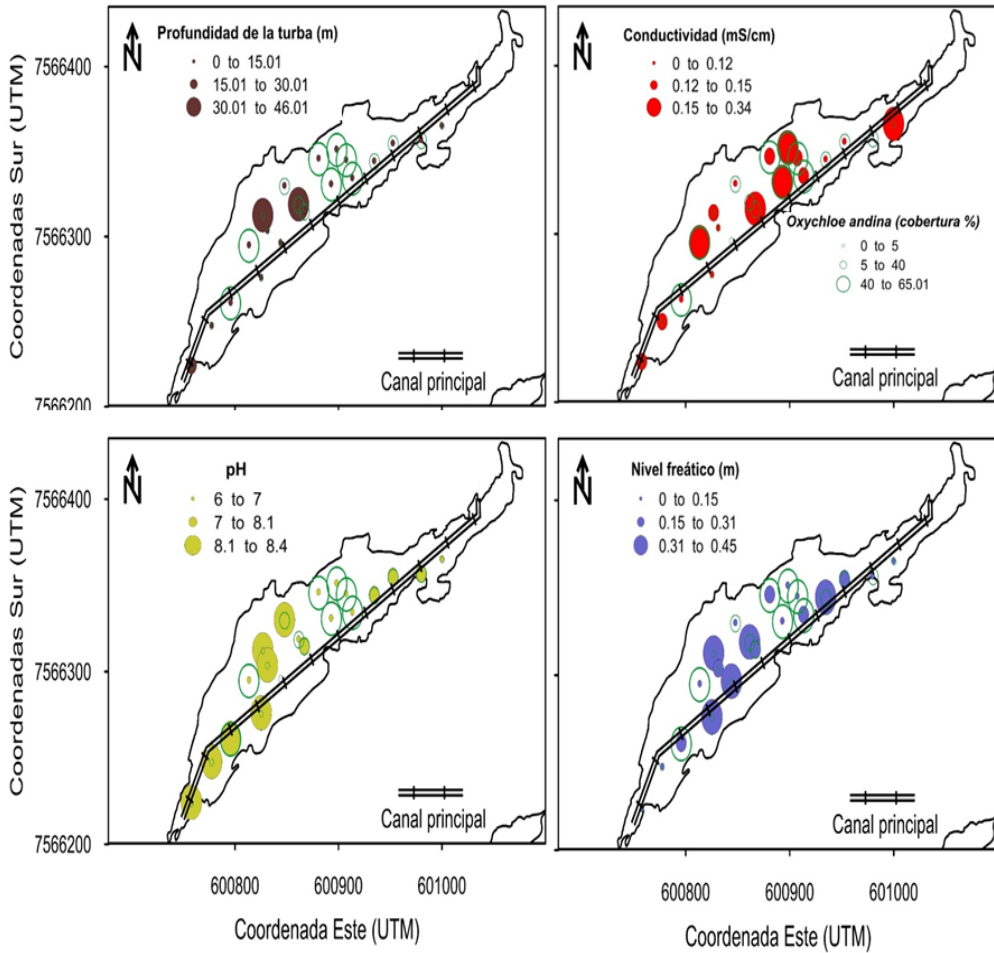 Profundidad de la turba (m)
0 to 15.01
15.01 to 30.01
30.01 to 46.01
N
7566400
7566300
7566200
Coordenadas Sur (UTM)
Canal principal
Conductividad (mS/cm)
0 to 0.12
0.12 to 0.15
0.15 to 0.34
N
Oxychloe andina (cobertura %)
0 to 5
5 to 40
40 to 65.01
Canal principal
pH
6 to 7
7 to 8.1
8.1 to 8.4
N
7566400
7566300
7566200
Coordenadas Sur (UTM)
Canal principal
600800
600900
601000
Coordenada Este (UTM)
Nivel freático (m)
0 to 0.15
0.15 to 0.31
0.31 to 0.45
N
Canal principal
600800
600900
601000
Coordenada Este (UTM)